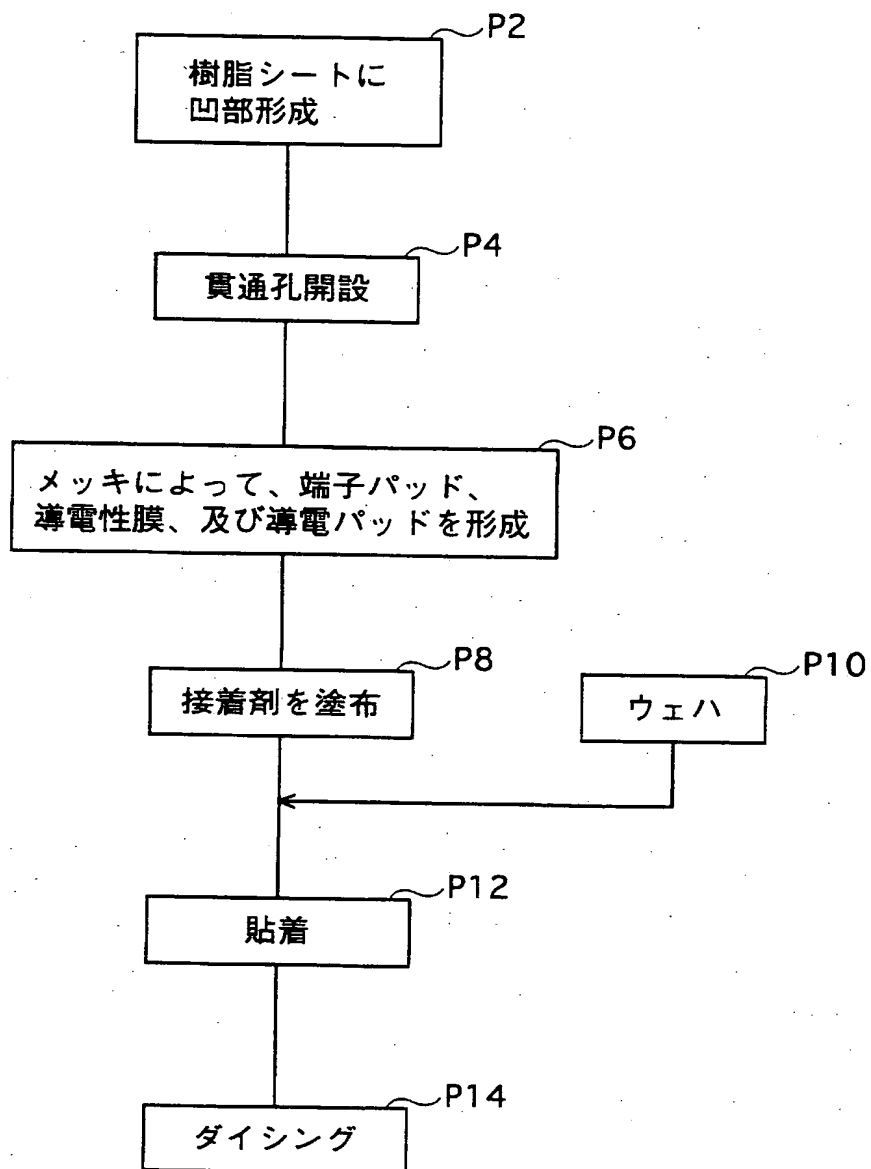 P2
樹脂シートに
凹部形成
P4
貫通孔開設
P6
メッキによって、端子パッド、
導電性膜、及び導電パッドを形成
P8
接着剤を塗布
P10
ウェハ
P12
貼着
P14
ダイシング